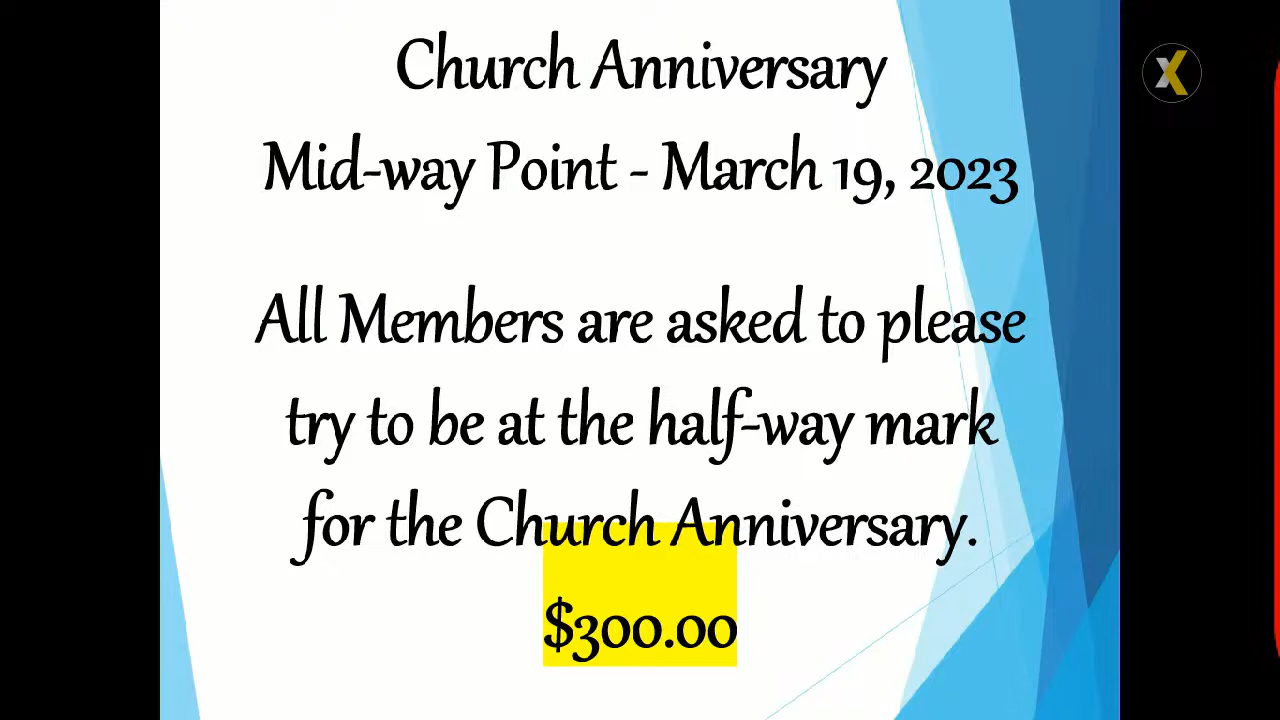 Church Anniversary
Mid-way Point - March 19, 2023
All Members are asked to please
try to be at the half-way mark
for the Church Anniversary.
$300.00